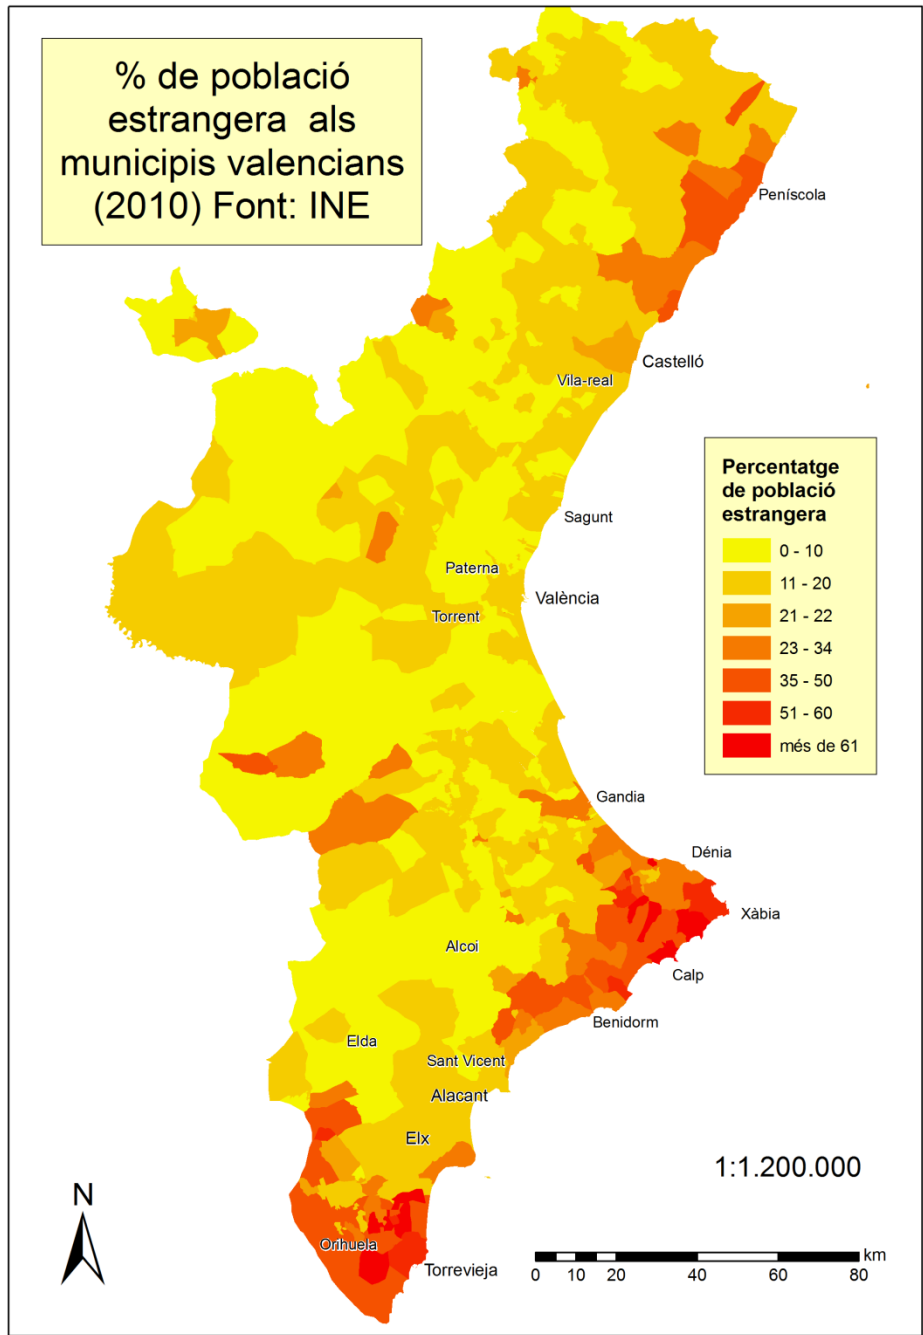 % de població
estrangera als
municipis valencians
(2010) Font: INE
Peníscola
Castelló
Vila-real
Percentatge
de població
estrangera
0 - 10
11 - 20
21 - 22
23 - 34
35 - 50
51 - 60
més de 61
Sagunt
Paterna
València
Torrent
Gandia
Dénia
Xàbia
Alcoi
Calp
Benidorm
Elda
Sant Vicent
Alacant
Elx
1:1.200.000
N
Orihuela
Torrevieja
km
0 10 20 40 60 80